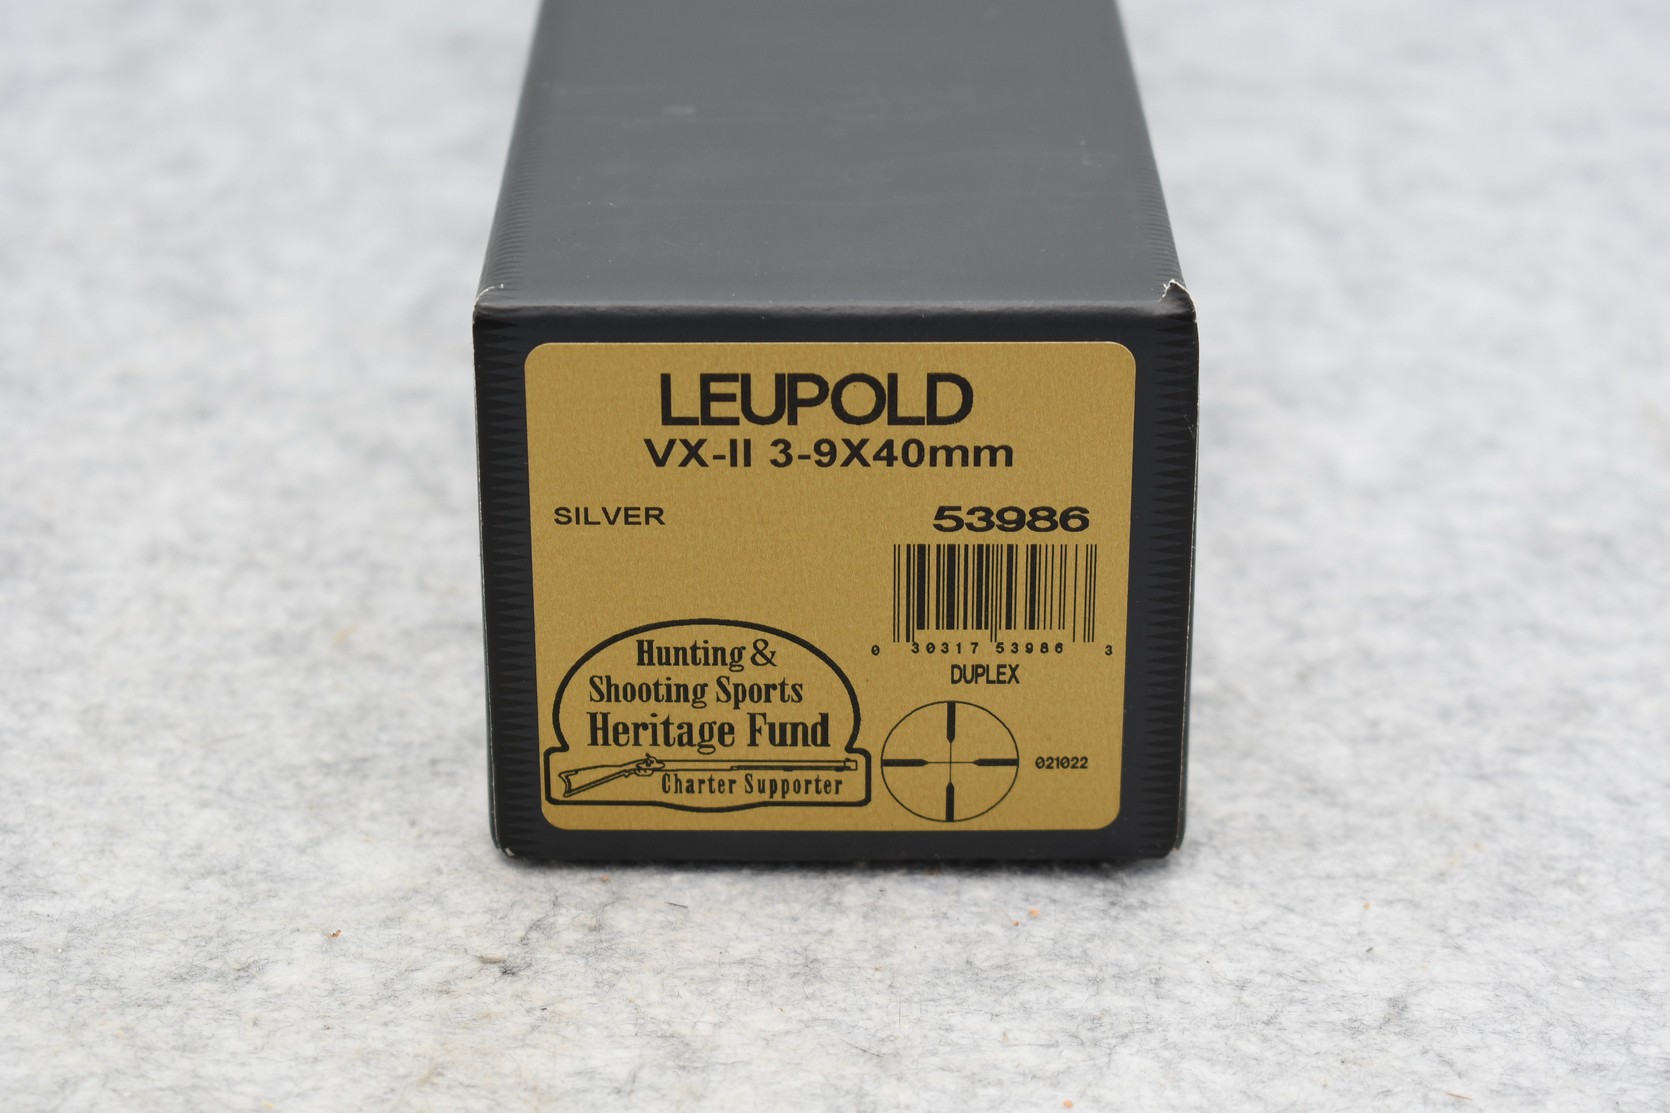 LEUPOLD
VX-II 3-9X40mm
SILVER
53986
0 30317 53986 3
DUPLEX
Hunting &
Shooting Sports
Heritage Fund
Charter Supporter
021022